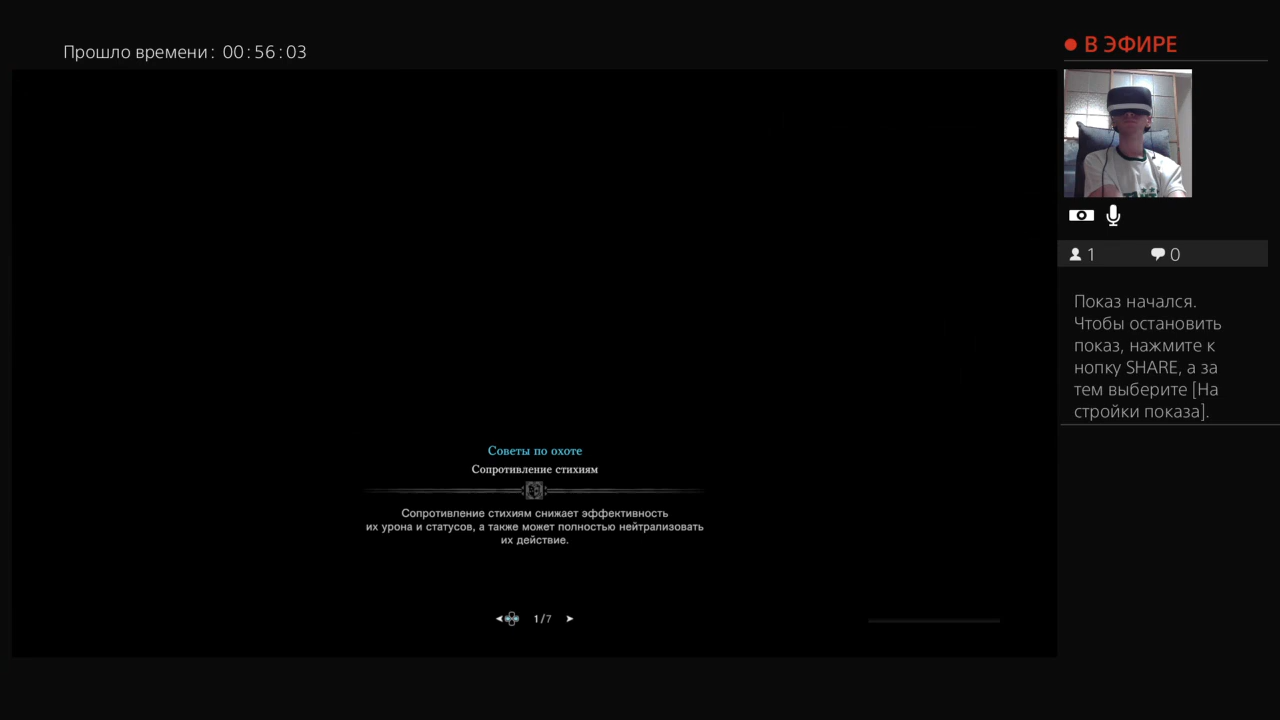 Прошло времени: 00:56:03
В ЭФИРЕ
1
0
Показ начался.
Чтобы остановить
показ, нажмите к
нопку SHARE, а за
тем выберите [На
стройки показа].
Советы по охоте
Сопротивление стихиям
Сопротивление стихиям снижает эффективность
их урона и статусов, а также может полностью нейтрализовать
их действие.
1/7